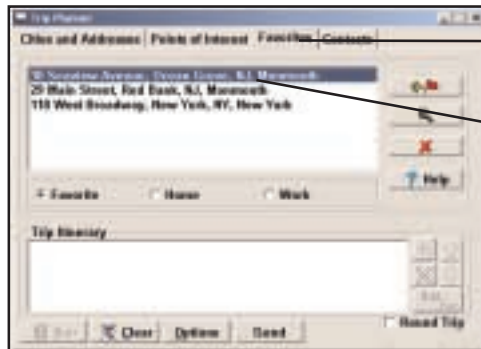 Trip Planner
Cities and Addresses Points of Interest Favorites Contacts
10 Seaview Avenue, Ocean Grove, NJ, Monmouth
29 Main Street, Red Bank, NJ, Monmouth
110 West Broadway, New York, NY, New York
Help
Favorite Home Work
Trip Itinerary
Clear Options Send
Round Trip